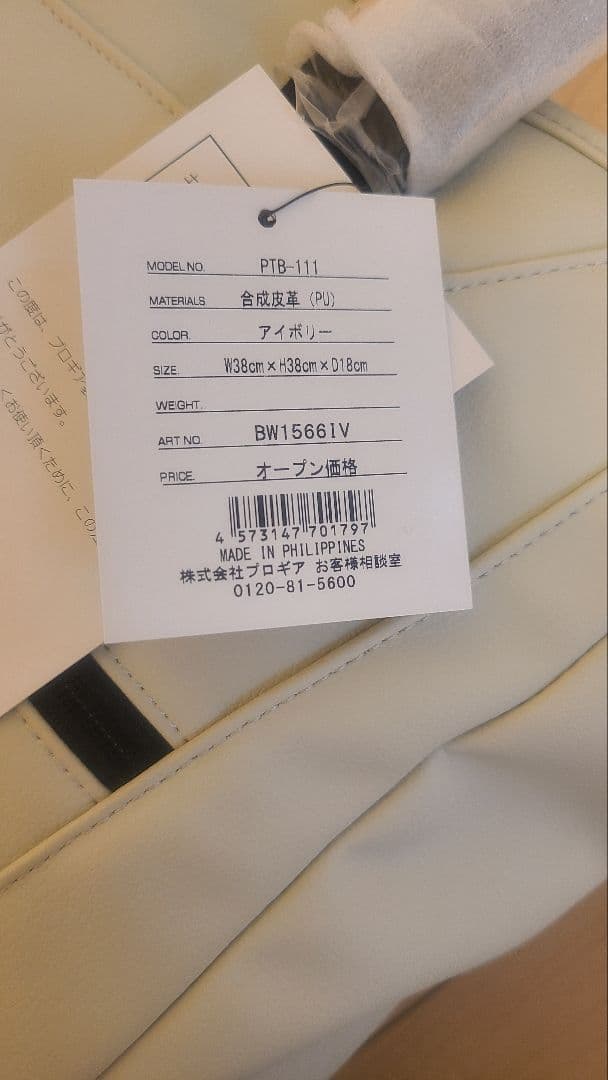 MODEL NO. PTB-111
MATERIALS 合成皮革 (PU)
COLOR. アイボリー
SIZE. W38cm×H38cm×D18cm
WEIGHT.
ART NO. BW1566IV
PRICE. オープン価格
4 573147 701797
MADE IN PHILIPPINES
株式会社プロギア お客様相談室
0120-81-5600
この度は、プロギア
がとうございます。
くお使い頂くために、この